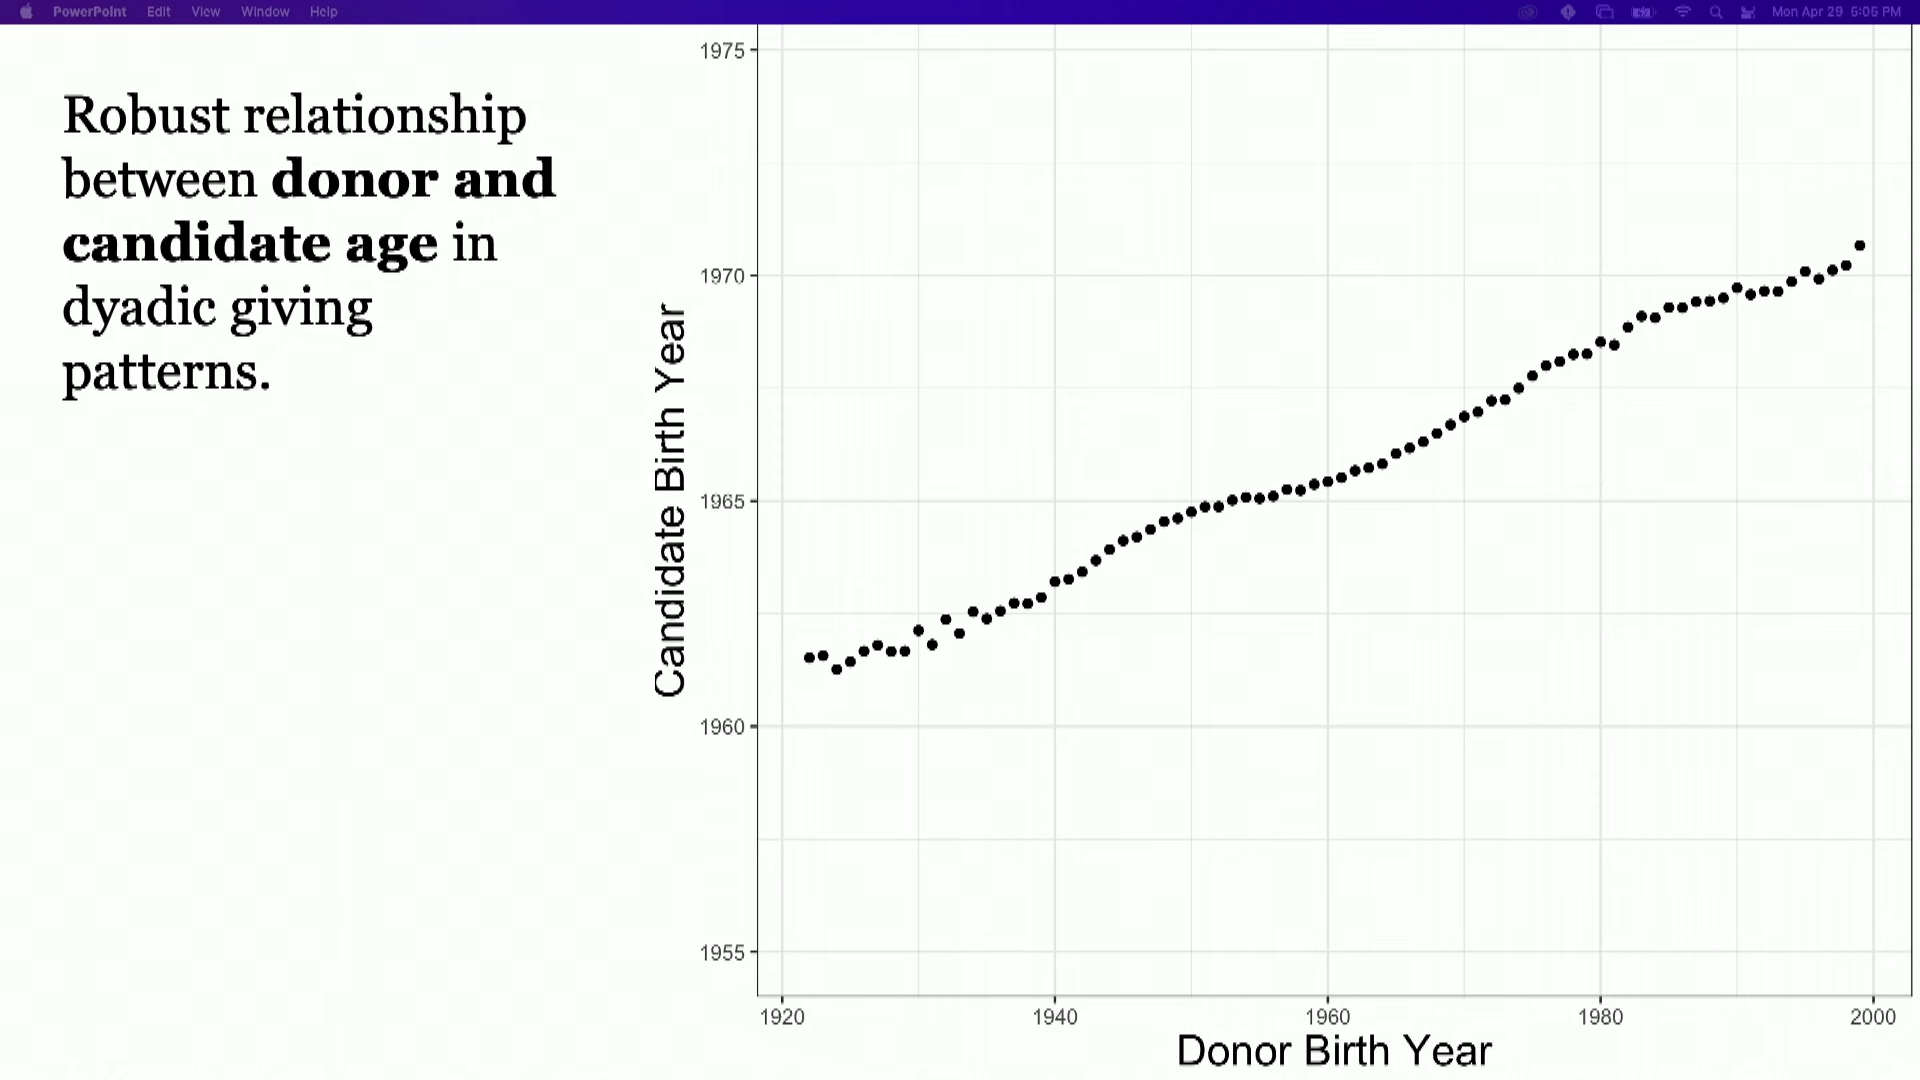 PowerPoint Edit View Window Help Mon Apr 29 5:05 PM
Robust relationship
between donor and
candidate age in
dyadic giving
patterns.
Candidate Birth Year
1975
1970
1965
1960
1955
1920 1940 1960 1980 2000
Donor Birth Year